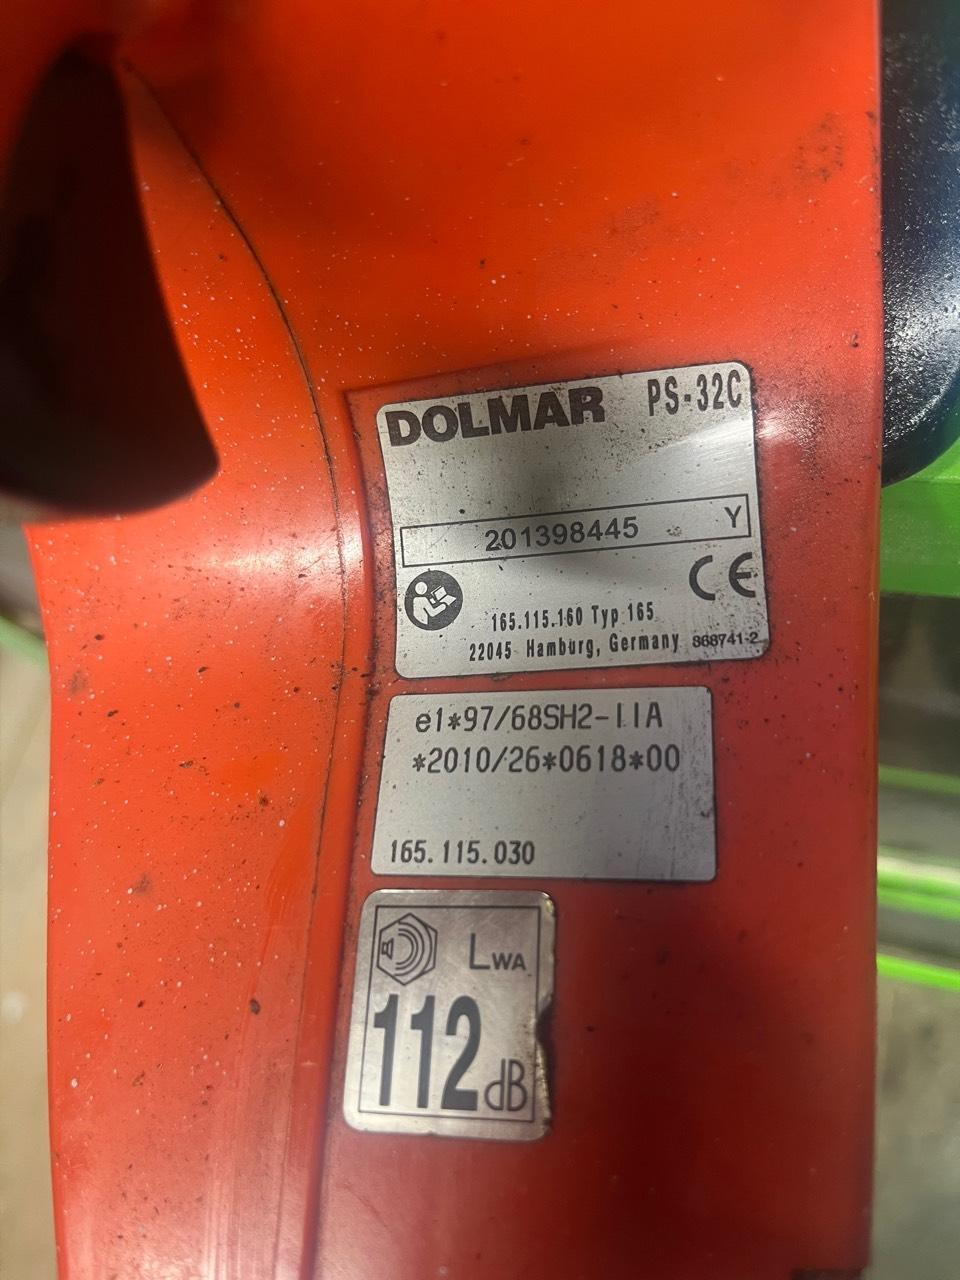 DOLMAR PS-32C
201398445 Y
CE
165.115.160 Typ 165
22045 Hamburg, Germany 868741-2
e1*97/68SH2-IIA
*2010/26*0618*00
165.115.030
LWA
112 dB